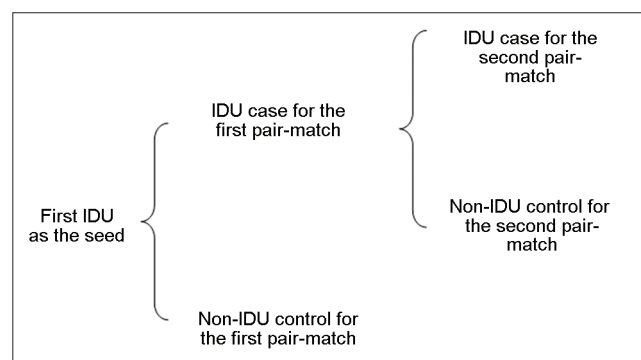 First IDU
as the seed
IDU case for the
first pair-match
Non-IDU control for
the first pair-match
IDU case for the
second pair-
match
Non-IDU control for
the second pair-
match